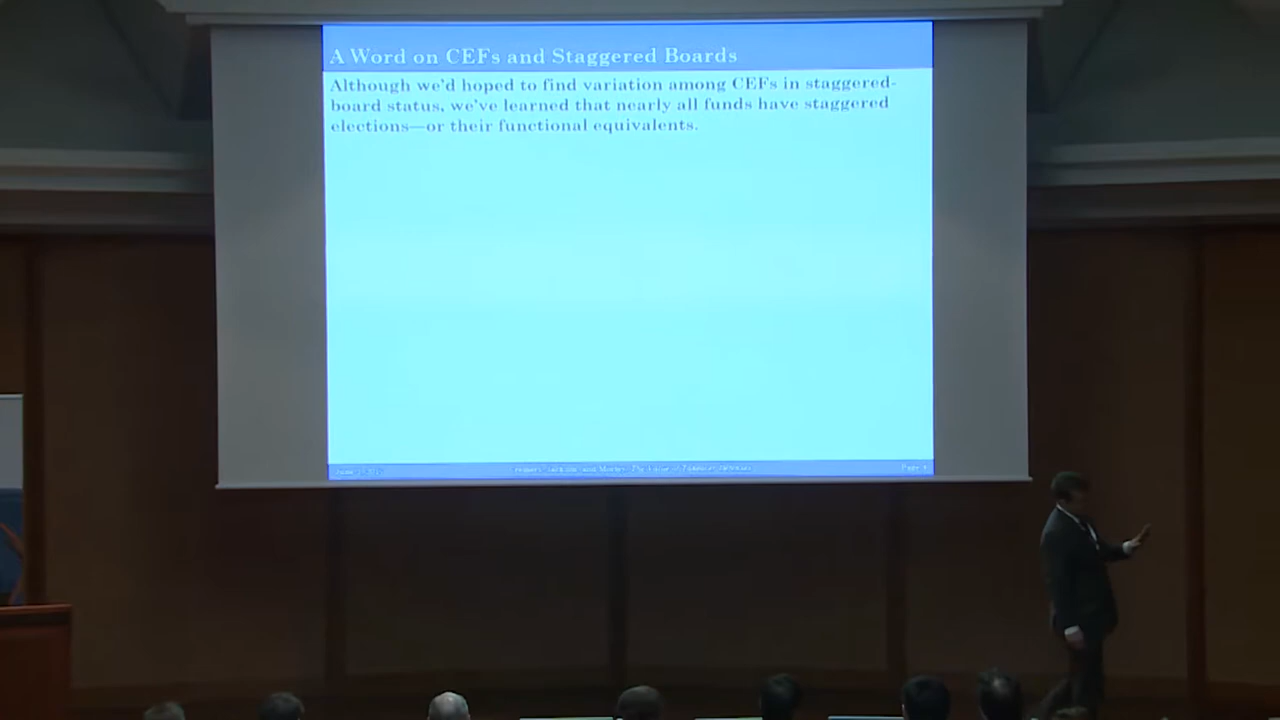 A Word on CEFs and Staggered Boards
Although we'd hoped to find variation among CEFs in staggered-
board status, we've learned that nearly all funds have staggered
elections—or their functional equivalents.
Page